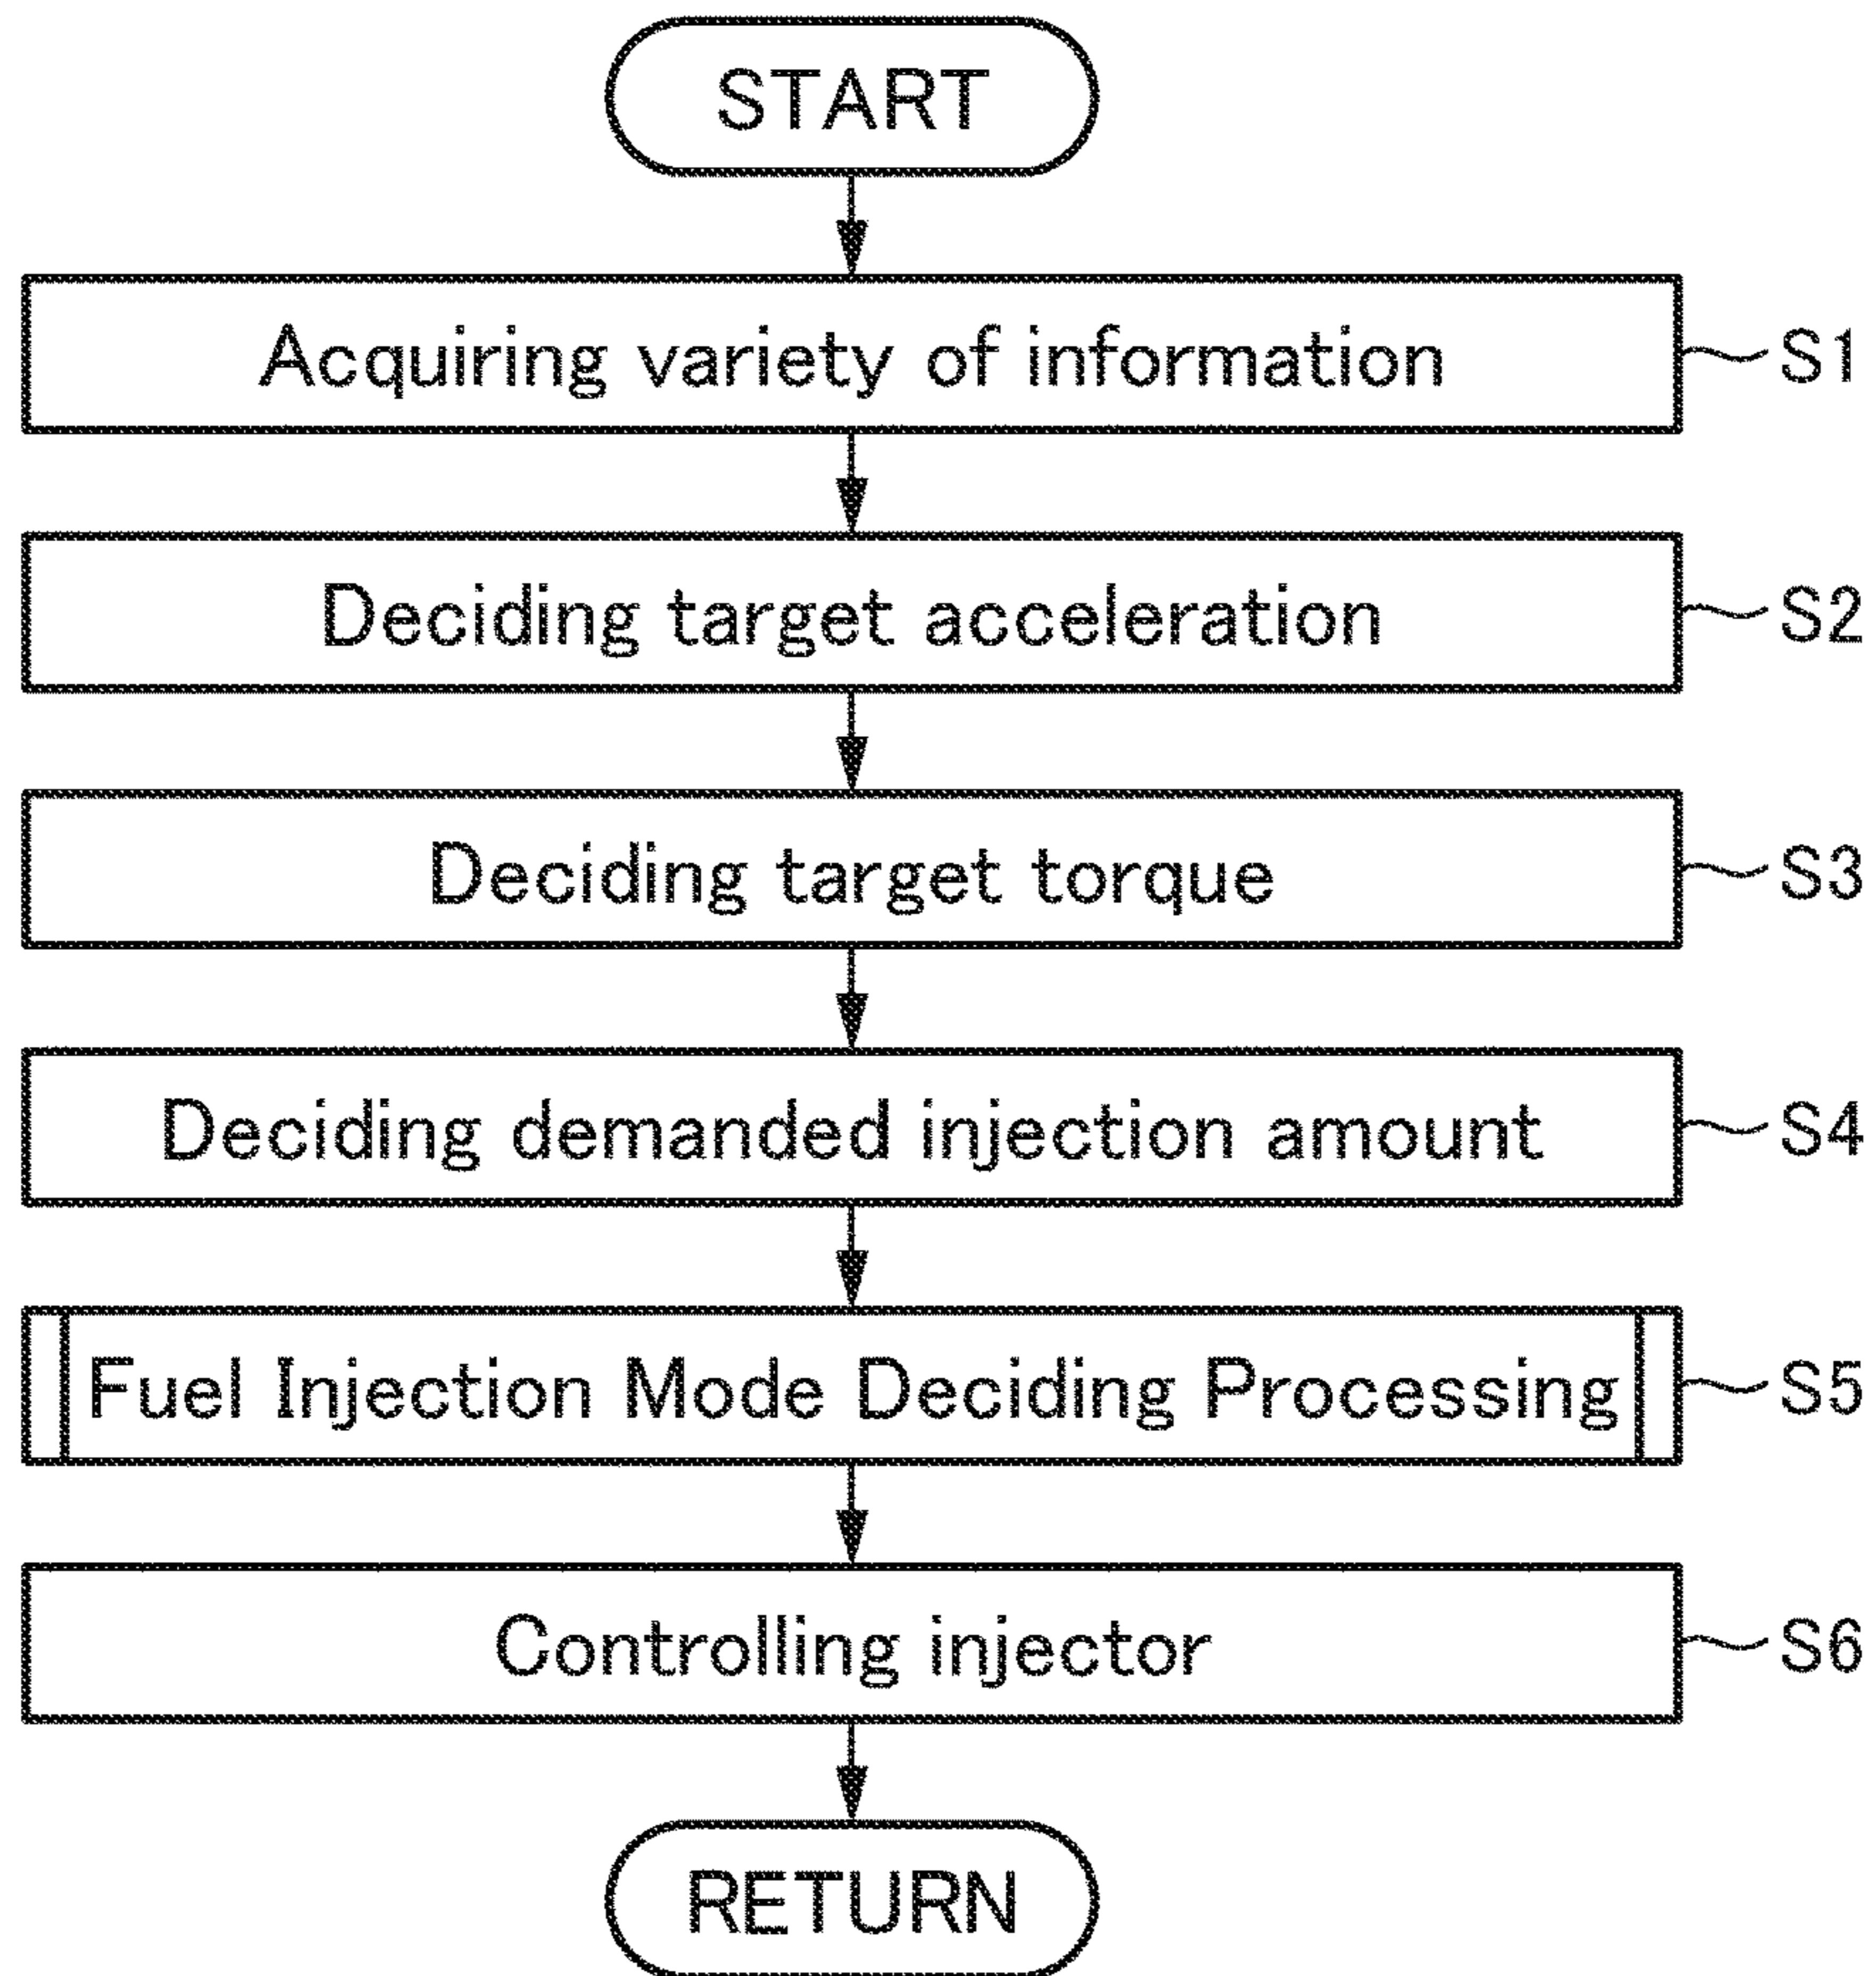 START
Acquiring variety of information S1
Deciding target acceleration S2
Deciding target torque S3
Deciding demanded injection amount S4
Fuel Injection Mode Deciding Processing S5
Controlling injector S6
RETURN